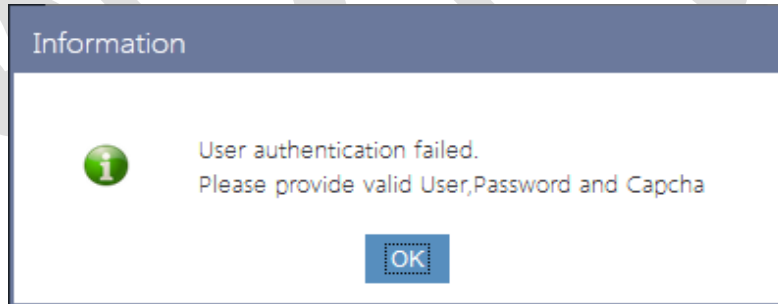 Information
User authentication failed.
Please provide valid User,Password and Capcha
OK